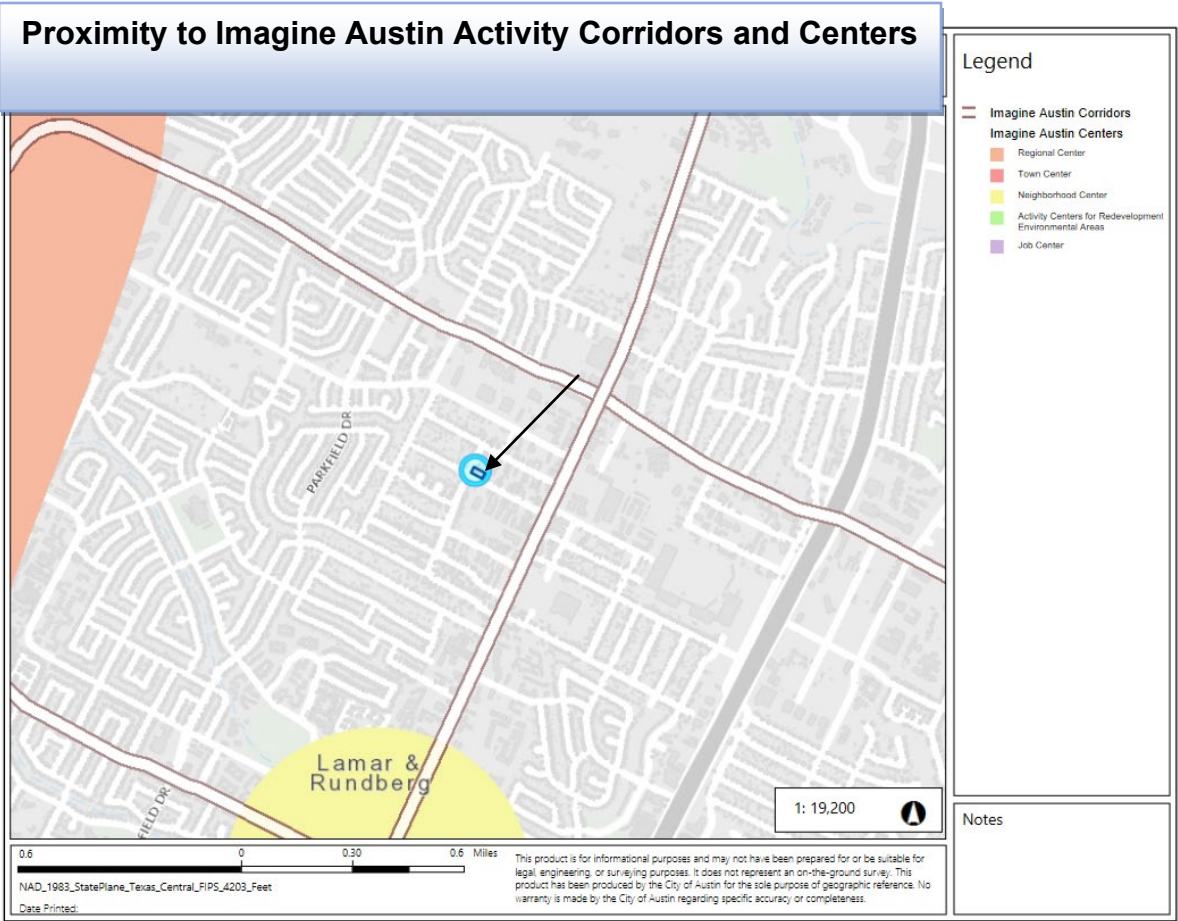 Proximity to Imagine Austin Activity Corridors and Centers
Legend
Imagine Austin Corridors
Imagine Austin Centers
Regional Center
Town Center
Neighborhood Center
Activity Centers for Redevelopment
Environmental Areas
Job Center
PARKFIELD DR
Lamar &
Rundberg
FIELD DR
1: 19,200
Notes
0.6 0 0.30 0.6 Miles
NAD_1983_StatePlane_Texas_Central_FIPS_4203_Feet
Date Printed:
This product is for informational purposes and may not have been prepared for or be suitable for
legal, engineering, or surveying purposes. It does not represent an on-the-ground survey. This
product has been produced by the City of Austin for the sole purpose of geographic reference. No
warranty is made by the City of Austin regarding specific accuracy or completeness.